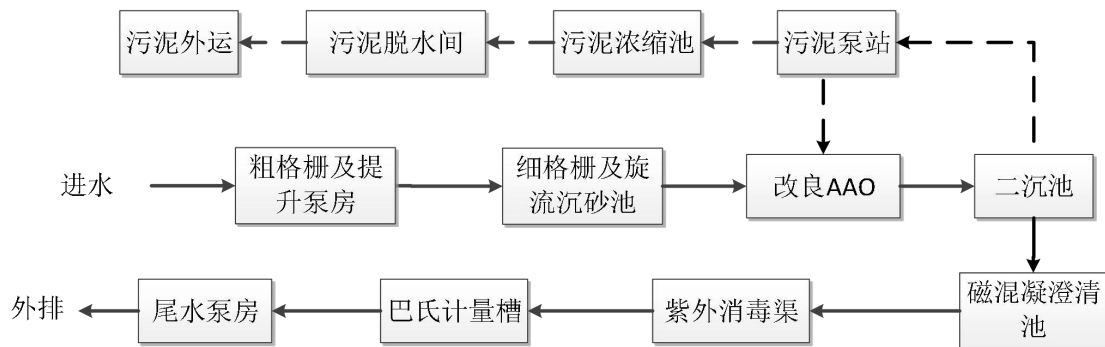 污泥外运
污泥脱水间
污泥浓缩池
污泥泵站
进水
粗格栅及提
升泵房
细格栅及旋
流沉砂池
改良AAO
二沉池
外排
尾水泵房
巴氏计量槽
紫外消毒渠
磁混凝澄清
池